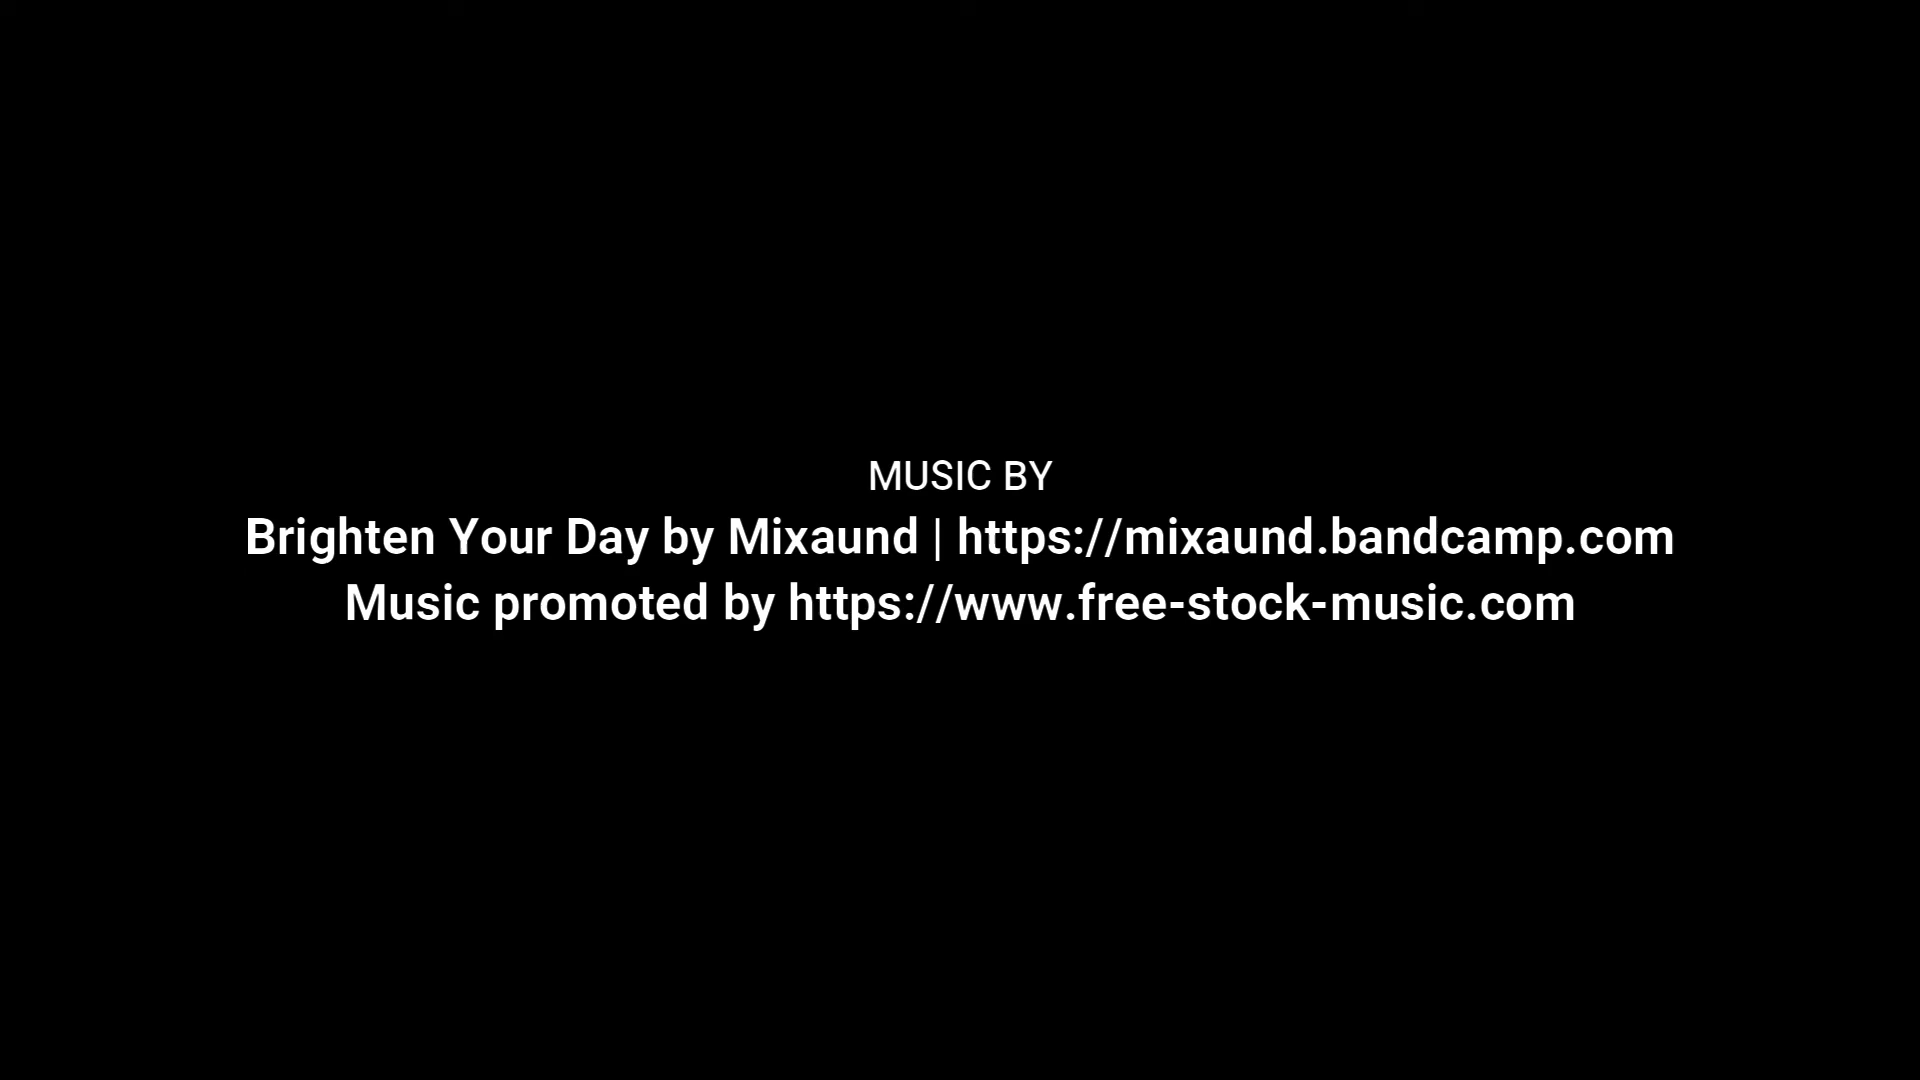 MUSIC BY
Brighten Your Day by Mixaund | https://mixaund.bandcamp.com
Music promoted by https://www.free-stock-music.com